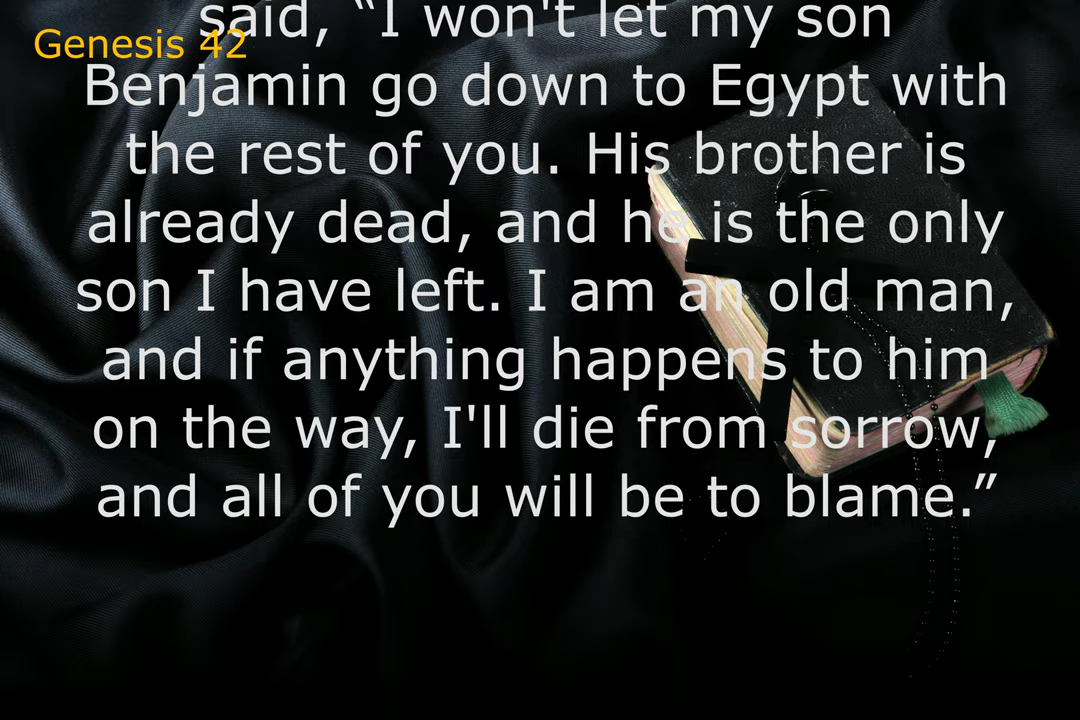 said, “I won't let my son
Genesis 42
Benjamin go down to Egypt with
the rest of you. His brother is
already dead, and he is the only
son I have left. I am an old man,
and if anything happens to him
on the way, I'll die from sorrow,
and all of you will be to blame.”